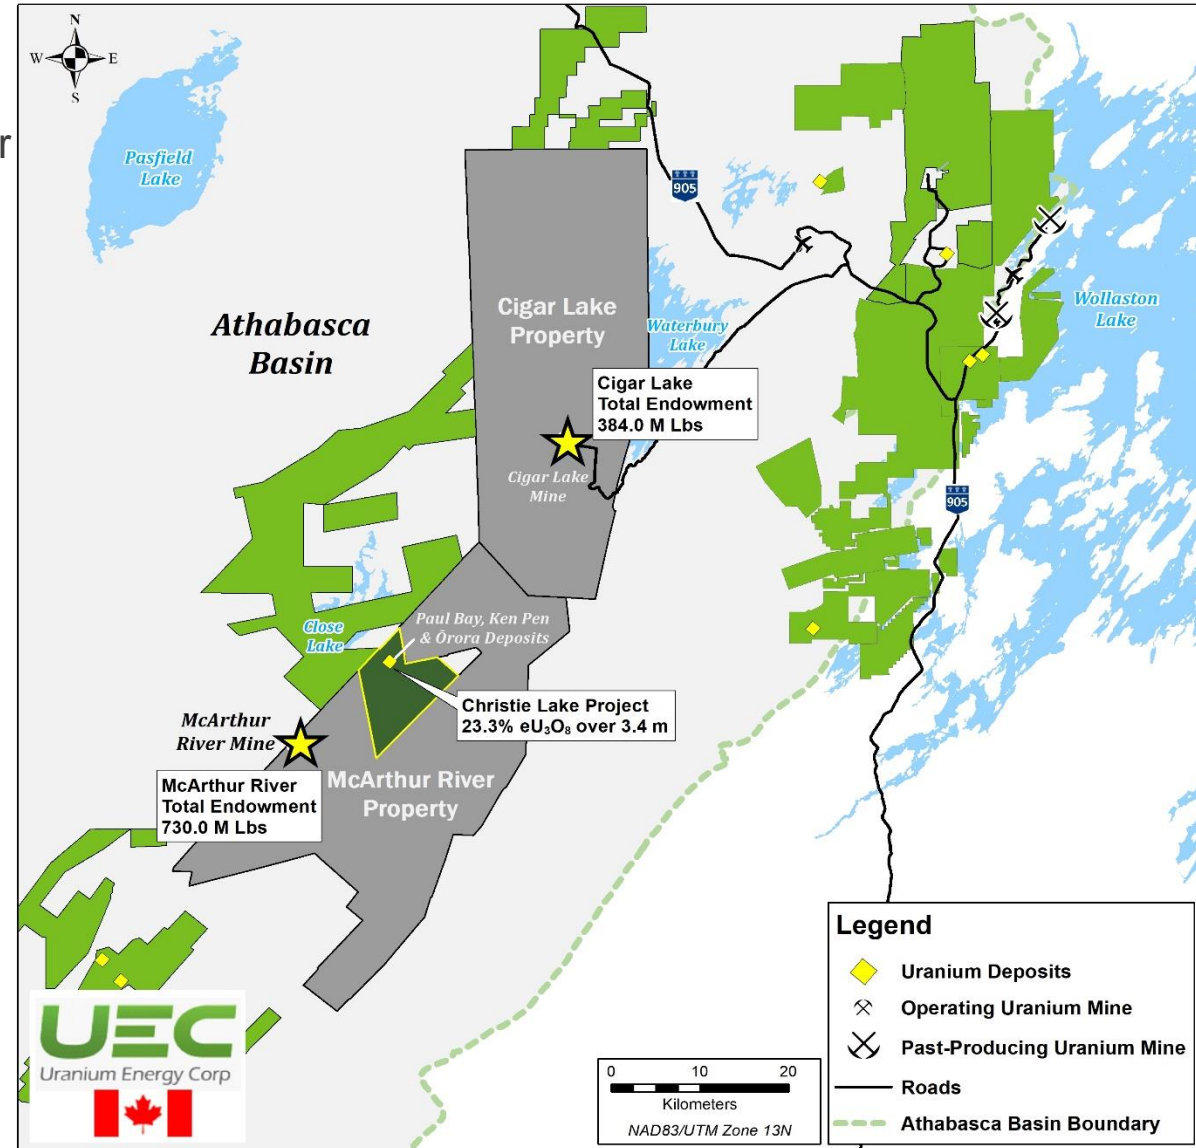 N
W
E
S
r
Pasfield
Lake
905
Athabasca
Basin
Cigar Lake
Property
Waterbury
Lake
Wollaston
Lake
Cigar Lake
Total Endowment
384.0 M Lbs
Cigar Lake
Mine
905
Close
Lake
Paul Bay, Ken Pen
& Ōrora Deposits
Christie Lake Project
23.3% eU₃O₈ over 3.4 m
McArthur
River Mine
McArthur River
Total Endowment
730.0 M Lbs
McArthur River
Property
UEC
Uranium Energy Corp
0 10 20
Kilometers
NAD83/UTM Zone 13N
Legend
Uranium Deposits
Operating Uranium Mine
Past-Producing Uranium Mine
Roads
Athabasca Basin Boundary